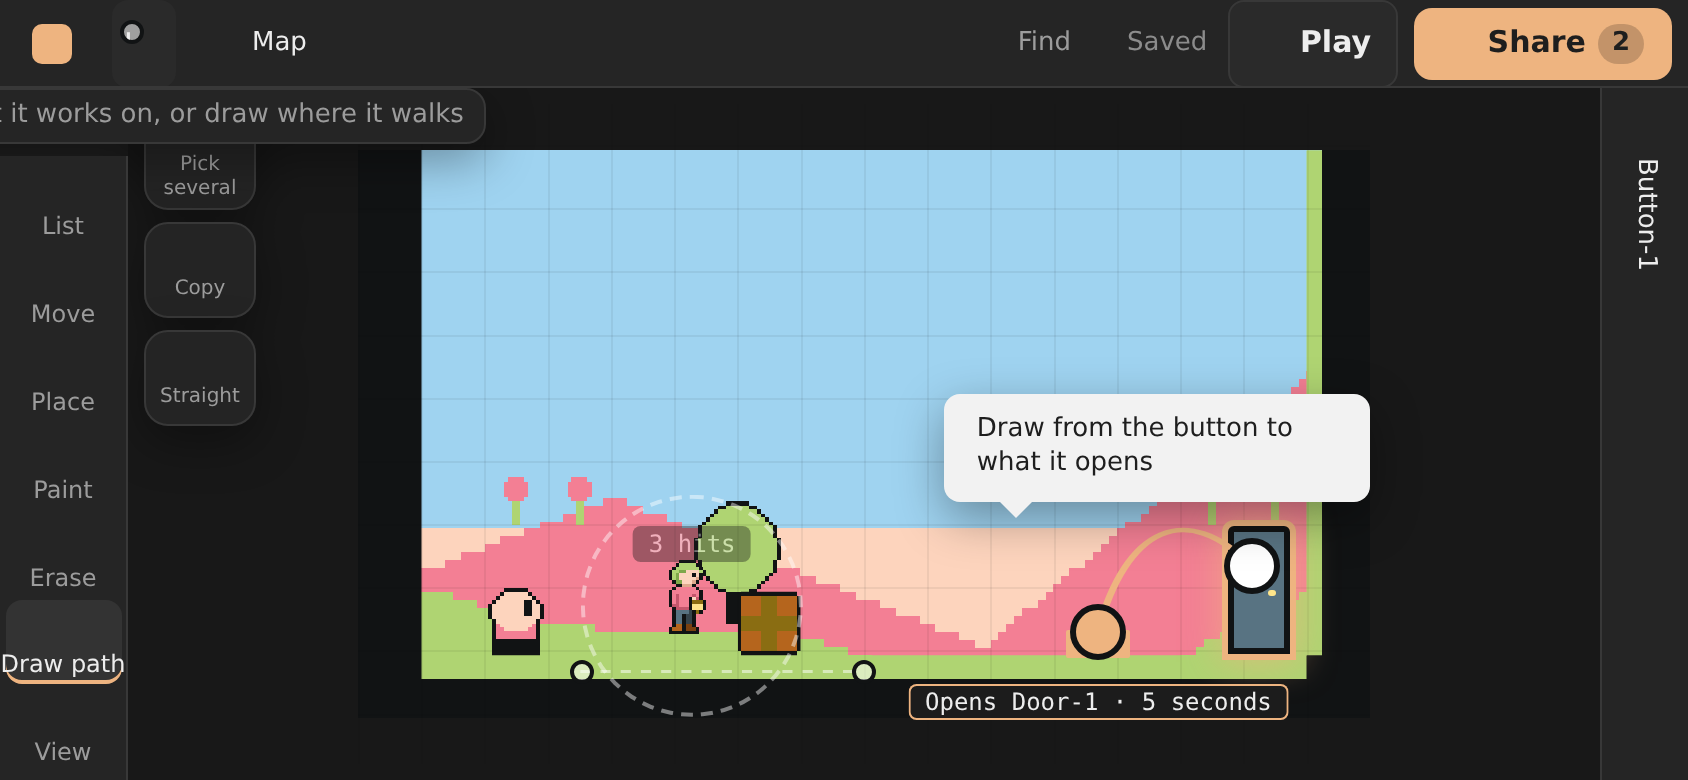 Map
Find
Saved
Play
Share 2
it works on, or draw where it walks
Pick
several
Copy
Straight
List
Move
Place
Paint
Erase
Draw path
View
Draw from the button to
what it opens
3 hits
Opens Door-1 · 5 seconds
Button-1